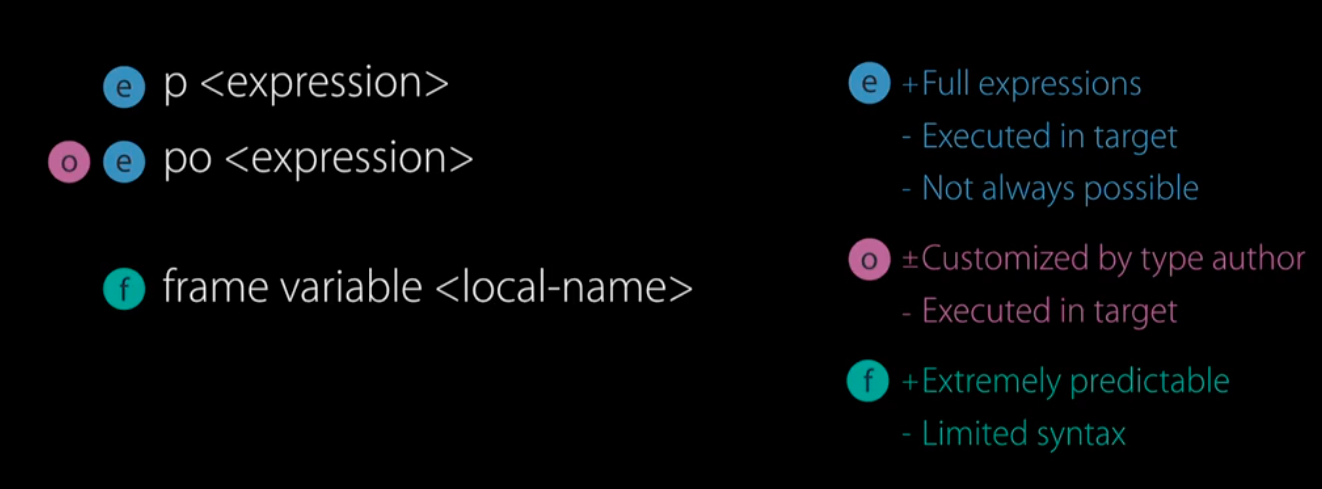 e p <expression>
o e po <expression>
f frame variable <local-name>
e +Full expressions
- Executed in target
- Not always possible
o ±Customized by type author
- Executed in target
f +Extremely predictable
- Limited syntax